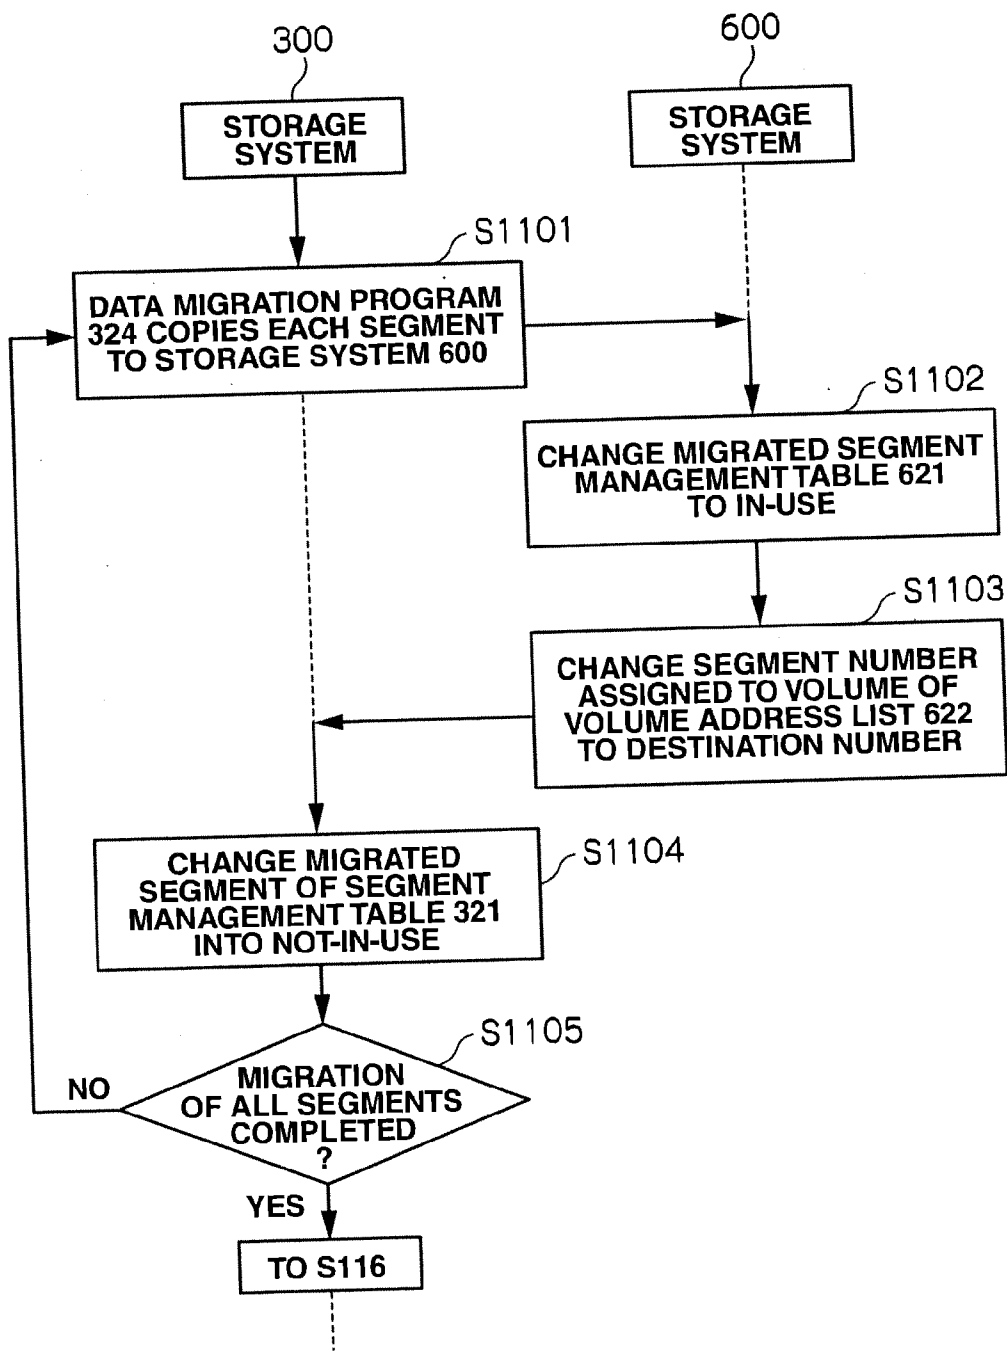 300
600
STORAGE
SYSTEM
STORAGE
SYSTEM
S1101
DATA MIGRATION PROGRAM
324 COPIES EACH SEGMENT
TO STORAGE SYSTEM 600
S1102
CHANGE MIGRATED SEGMENT
MANAGEMENT TABLE 621
TO IN-USE
S1103
CHANGE SEGMENT NUMBER
ASSIGNED TO VOLUME OF
VOLUME ADDRESS LIST 622
TO DESTINATION NUMBER
S1104
CHANGE MIGRATED
SEGMENT OF SEGMENT
MANAGEMENT TABLE 321
INTO NOT-IN-USE
S1105
MIGRATION
OF ALL SEGMENTS
COMPLETED
?
NO
YES
TO S116